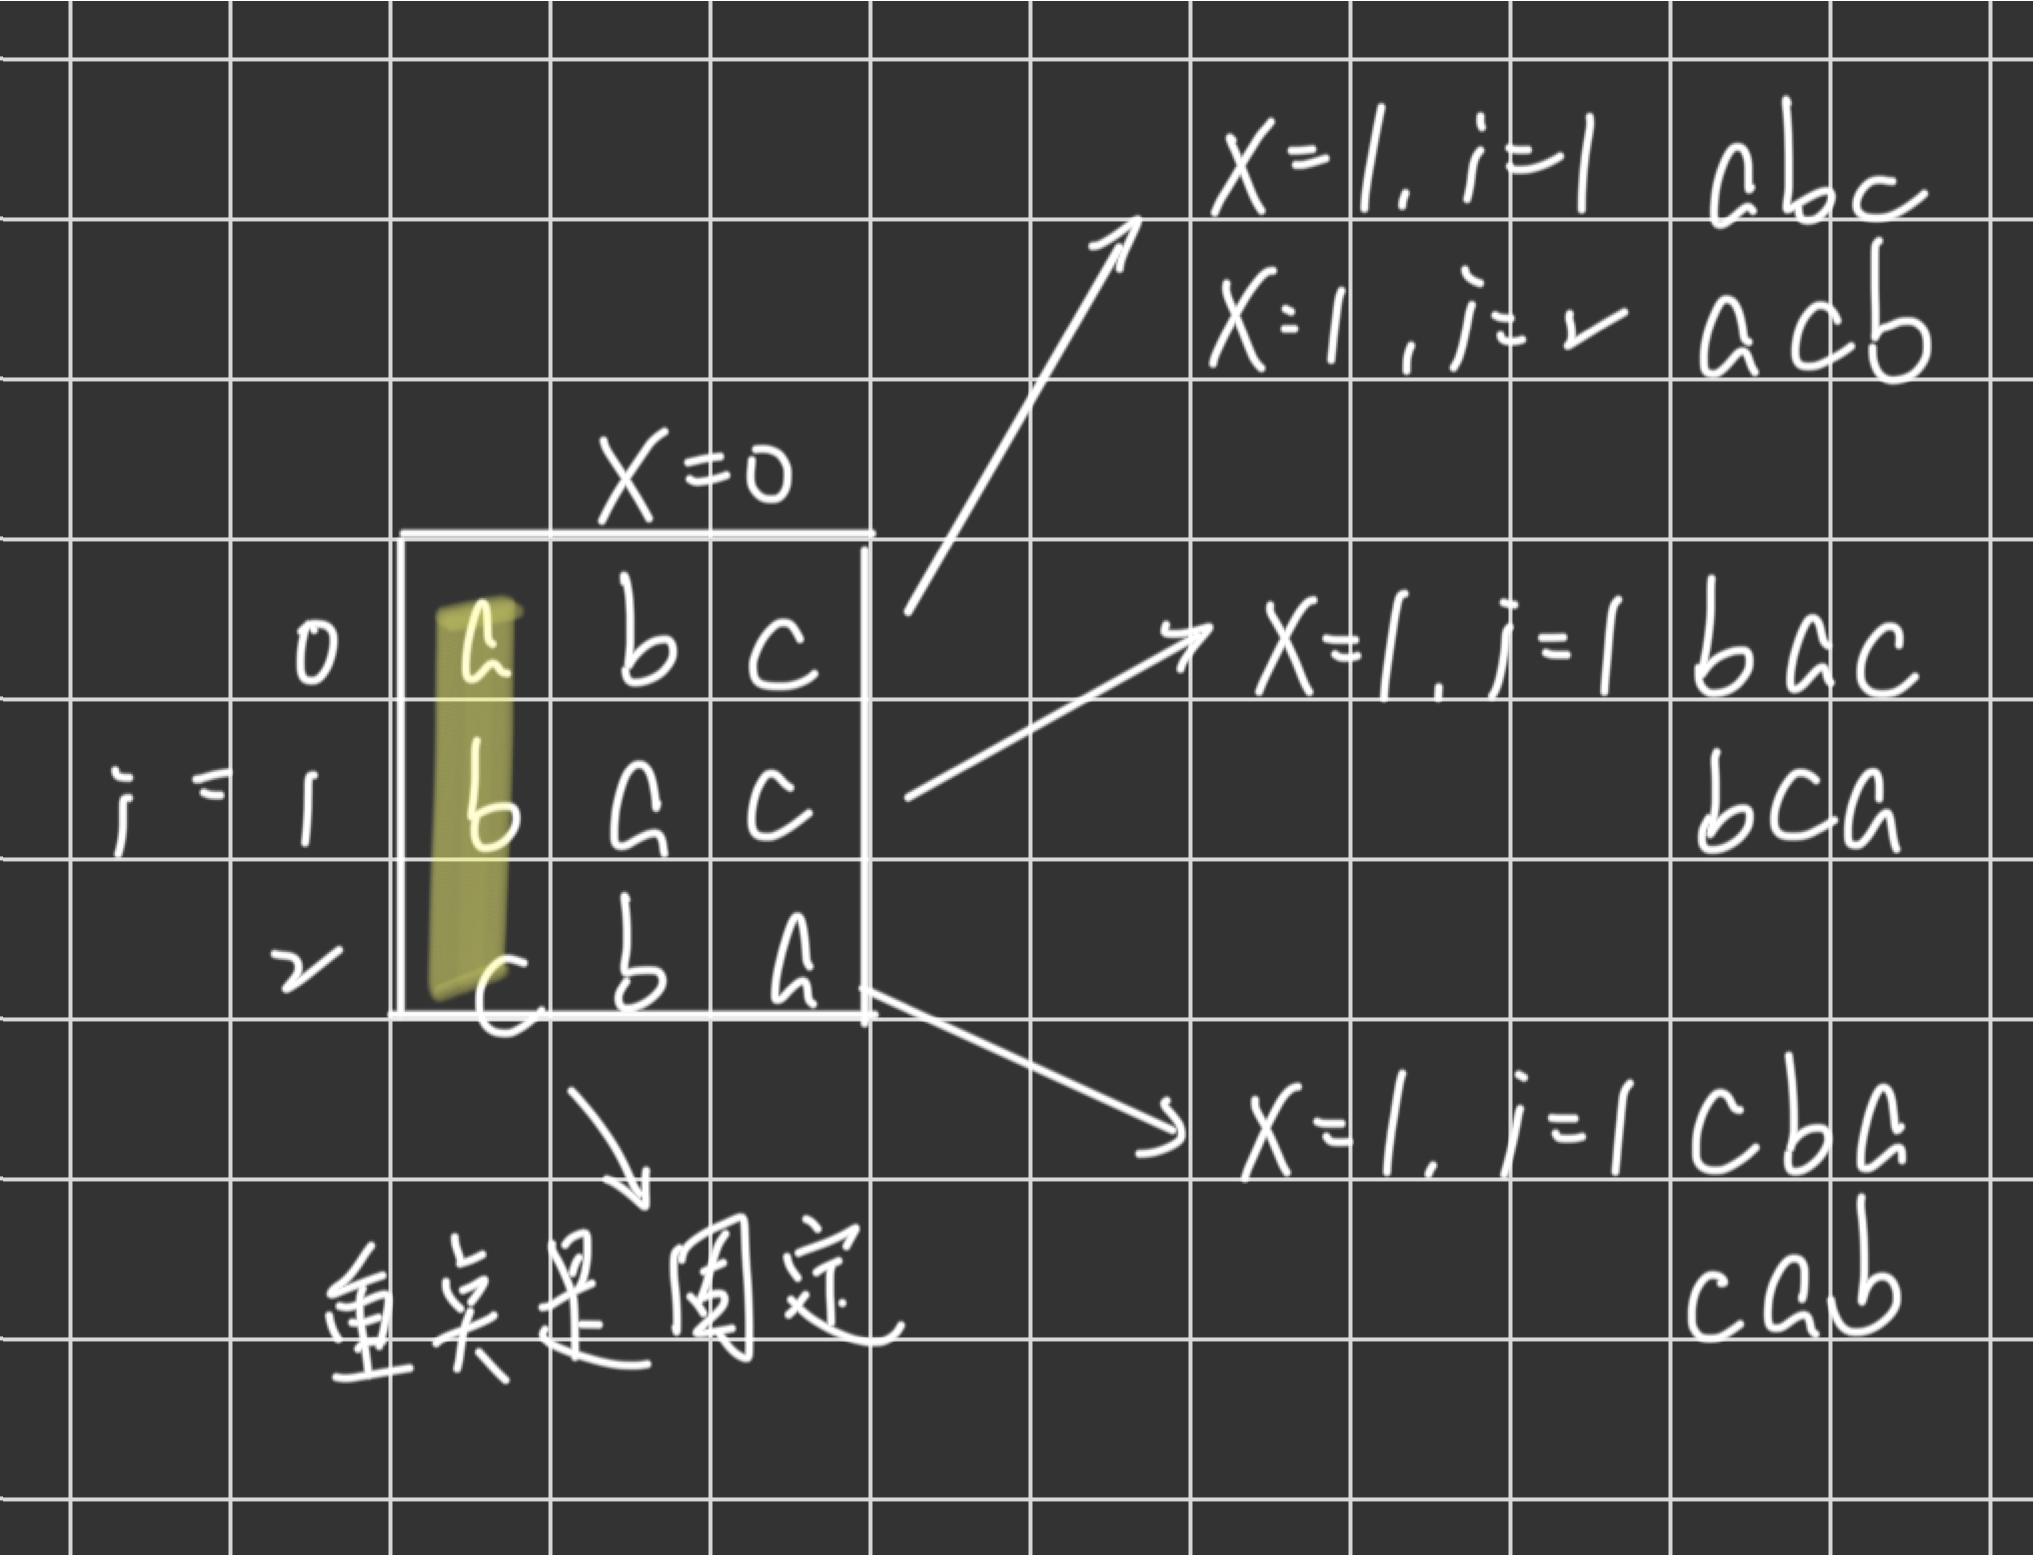 X=1, i=1 abc
X=1, i=2 acb
X=0
0 a b c
i=1 b a c
2 c b a
X=1, i=1 bac
bca
X=1, i=1 cba
cab
重点是固定